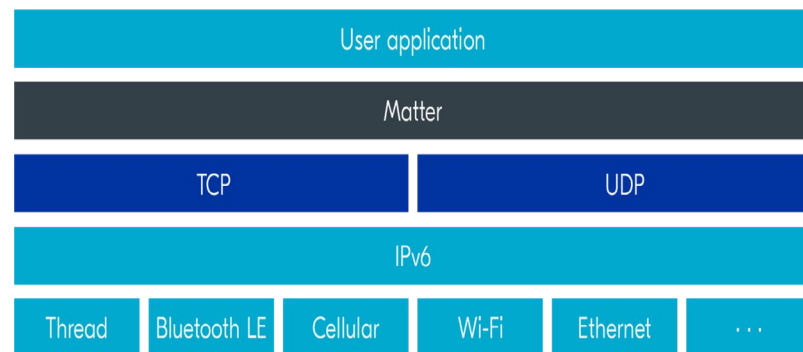 User application
Matter
TCP UDP
IPv6
Thread Bluetooth LE Cellular Wi-Fi Ethernet ...